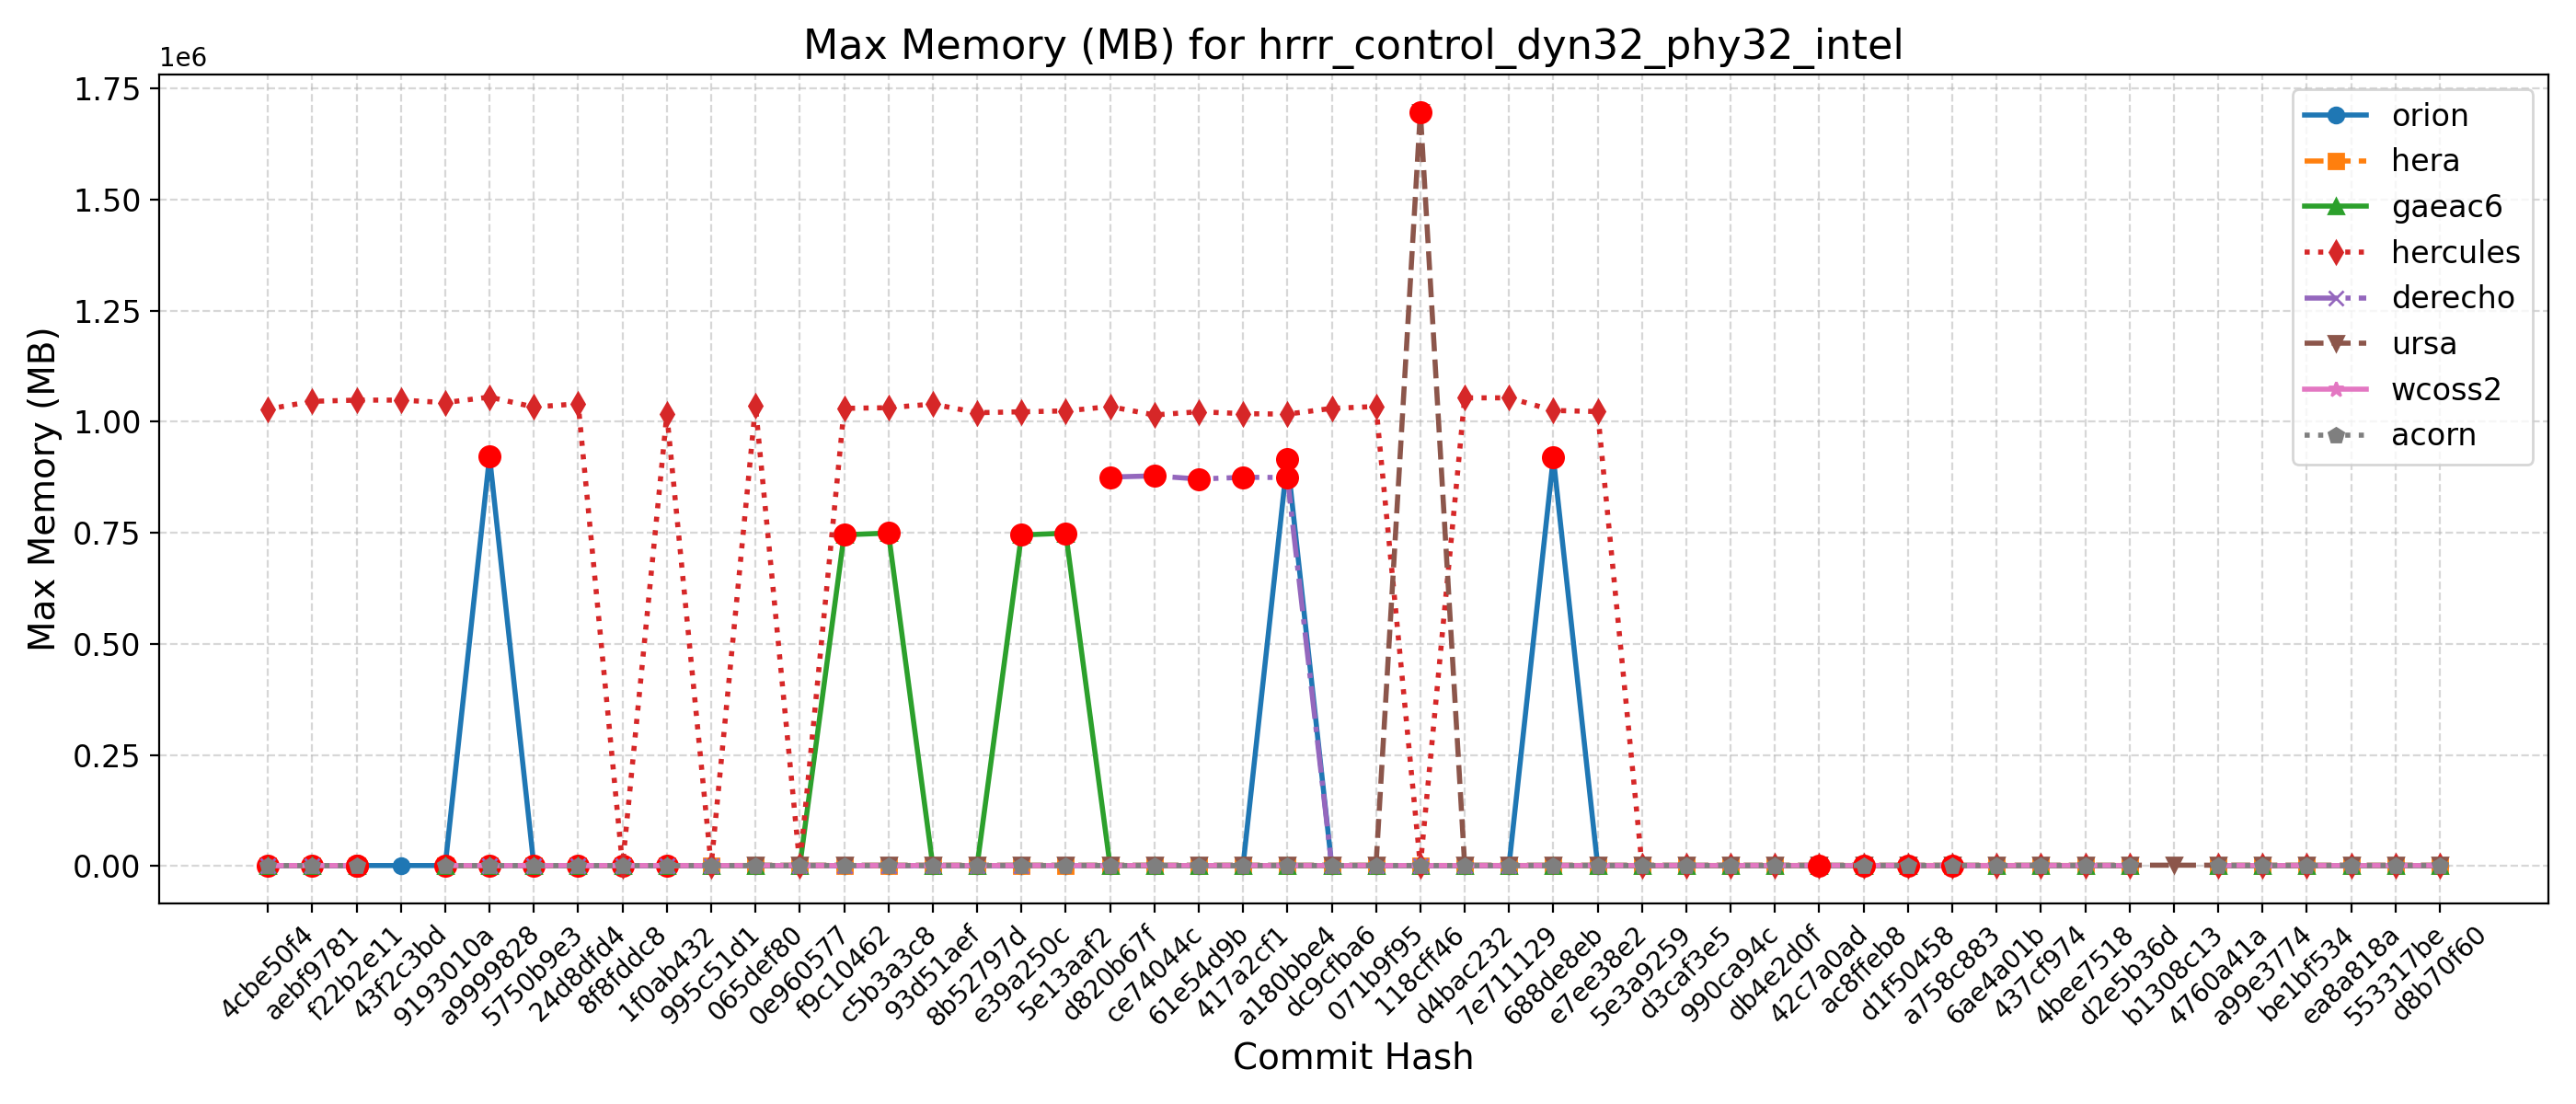 Max Memory (MB) for hrrr_control_dyn32_phy32_intel
1e6
1.75
1.50
1.25
1.00
0.75
0.50
0.25
0.00
Max Memory (MB)
orion
hera
gaeac6
hercules
derecho
ursa
wcoss2
acorn
4cbe50f4
aebf9781
f22b2e11
43f2c3bd
9193010a
a9999828
5750b9e3
24d8dfd4
8f8fddc8
1f0ab432
995c51d1
065def80
0e960577
f9c10462
c5b3a3c8
93d51aef
8b52797d
e39a250c
5e13aaf2
d820b67f
ce74044c
61e54d9b
417a2cf1
a180bbe4
dc9cfba6
071b9f95
118cff46
d4bac232
7e711129
688de8eb
e7ee38e2
5e3a9259
d3caf3e5
990ca94c
db4e2d0f
42c7a0ad
ac8ffeb8
d1f50458
a758c883
6ae4a01b
437cf974
4bee7518
d2e5b36d
b1308c13
4760a41a
a99e3774
be1bf534
ea8a818a
553317be
d8b70f60
Commit Hash